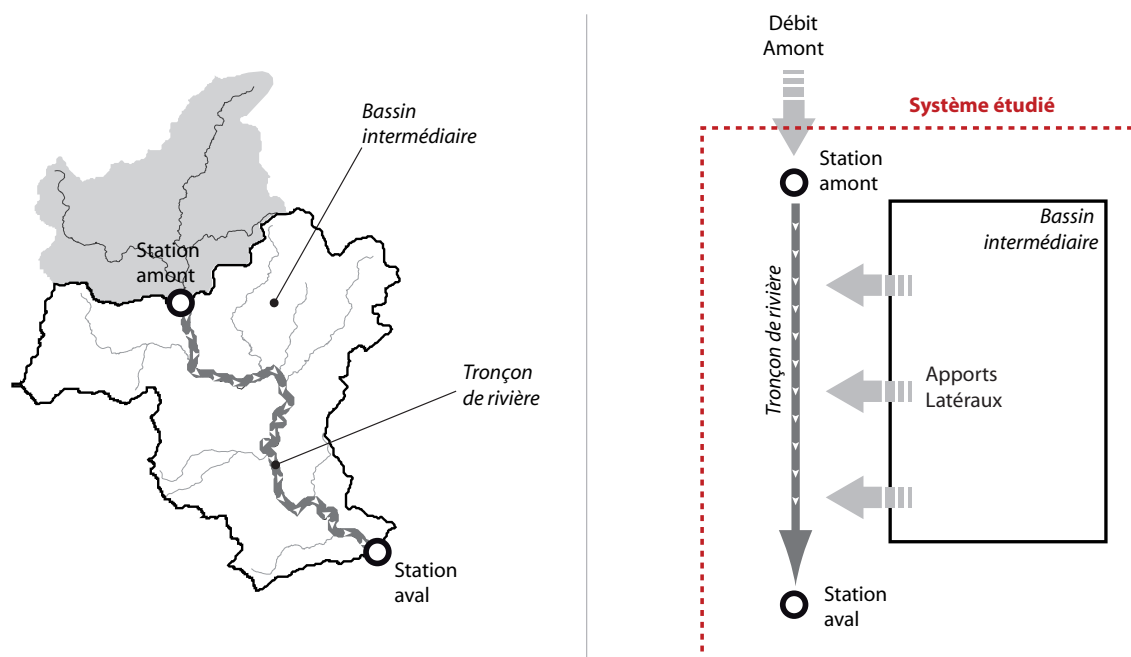 Bassin
intermédiaire
Station
amont
Tronçon
de rivière
Station
aval
Débit
Amont
Système étudié
Station
amont
Bassin
intermédiaire
Tronçon de rivière
Apports
Latéraux
Station
aval